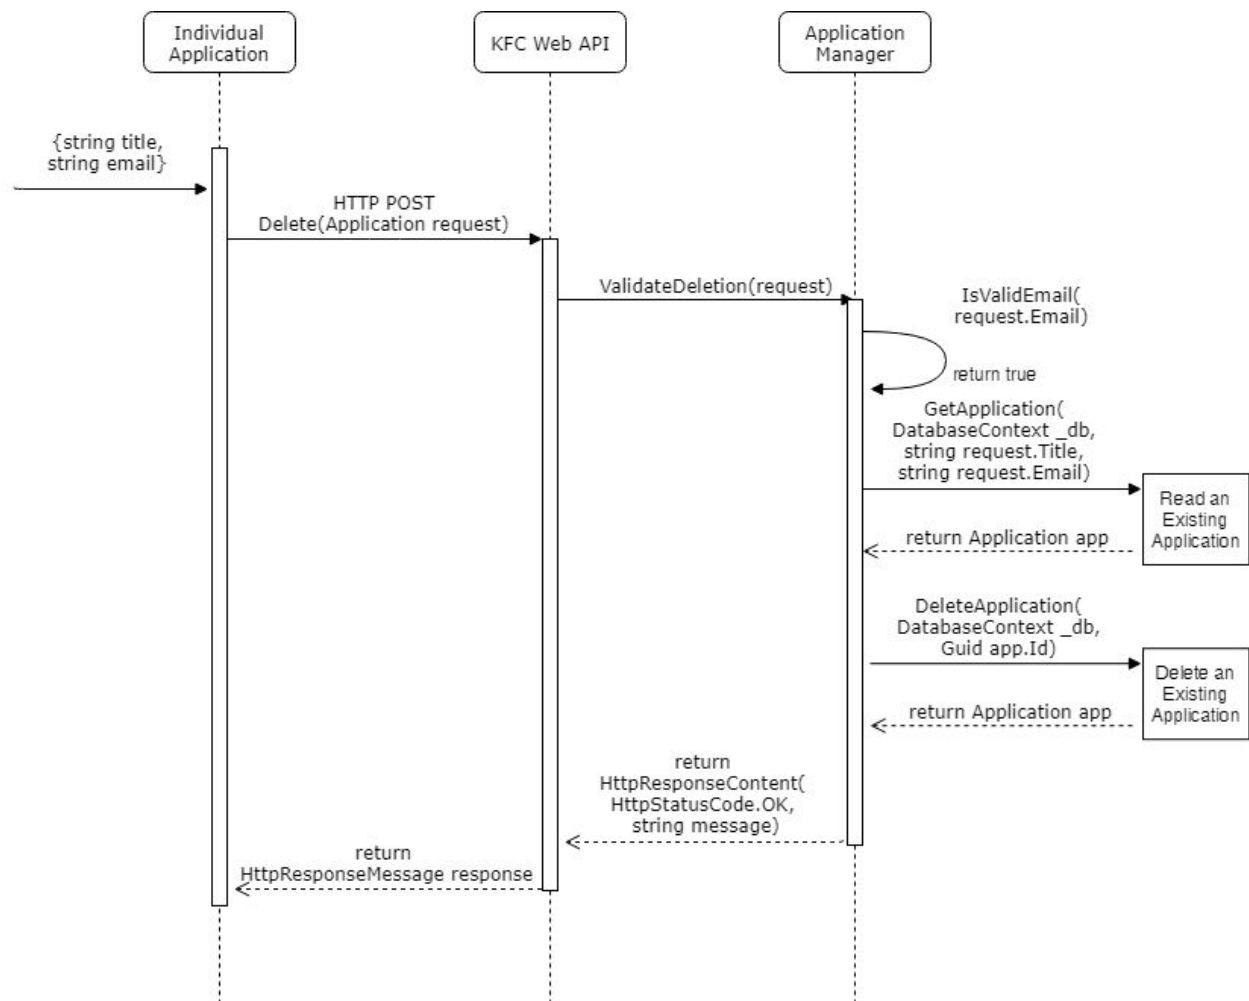 Individual
Application
KFC Web API
Application
Manager
{string title,
string email}
HTTP POST
Delete(Application request)
ValidateDeletion(request)
IsValidEmail(
request.Email)
return true
GetApplication(
DatabaseContext _db,
string request.Title,
string request.Email)
Read an
Existing
Application
return Application app
DeleteApplication(
DatabaseContext _db,
Guid app.Id)
Delete an
Existing
Application
return Application app
return
HttpResponseContent(
HttpStatusCode.OK,
string message)
return
HttpResponseMessage response